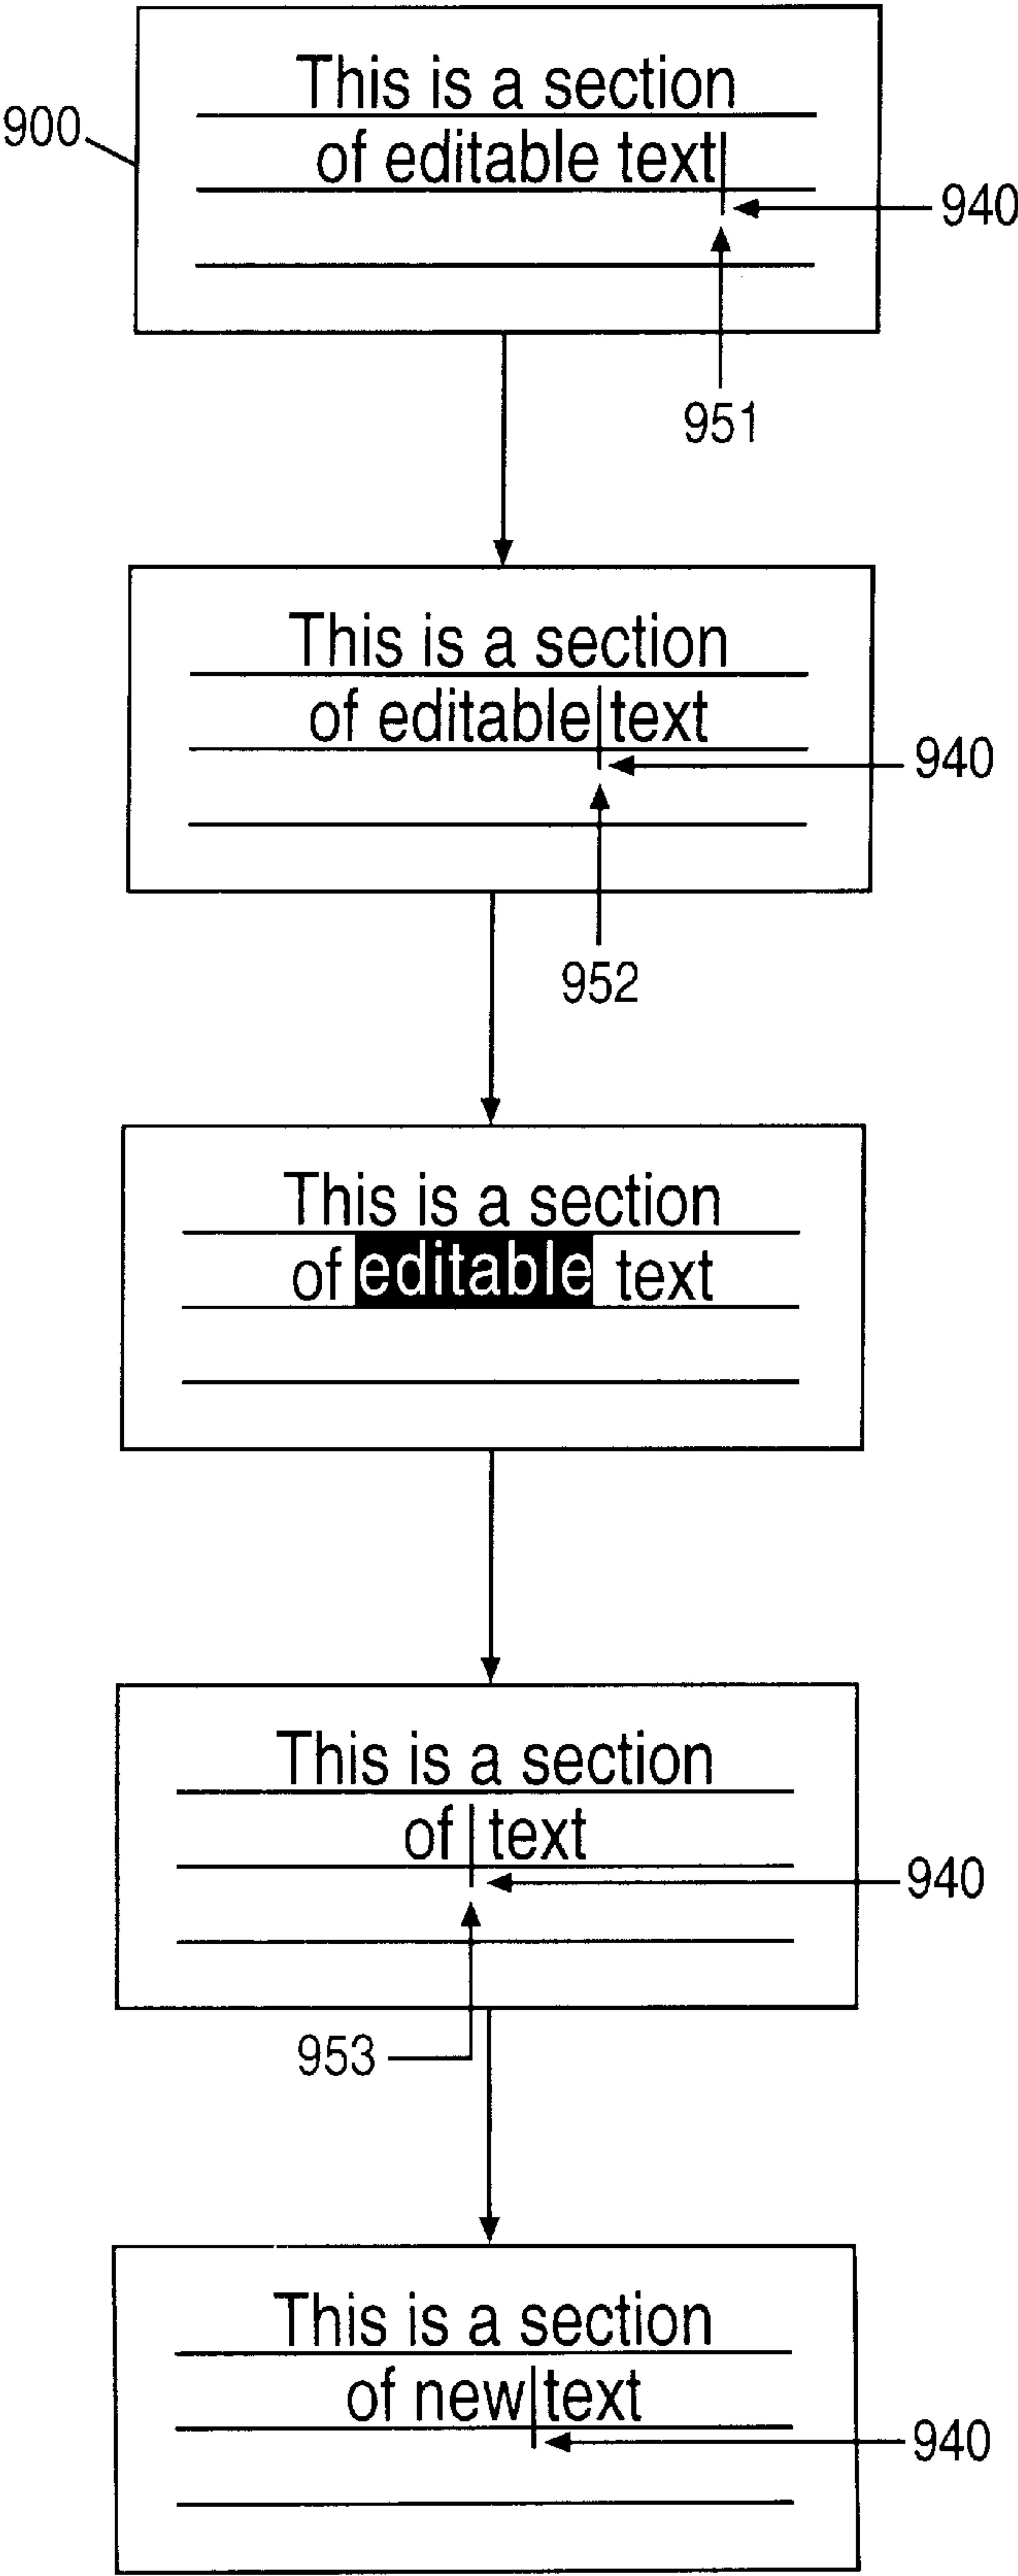 This is a section
900
of editable text
940
951
This is a section
of editable text
940
952
This is a section
of editable text
This is a section
of text
940
953
This is a section
of new text
940